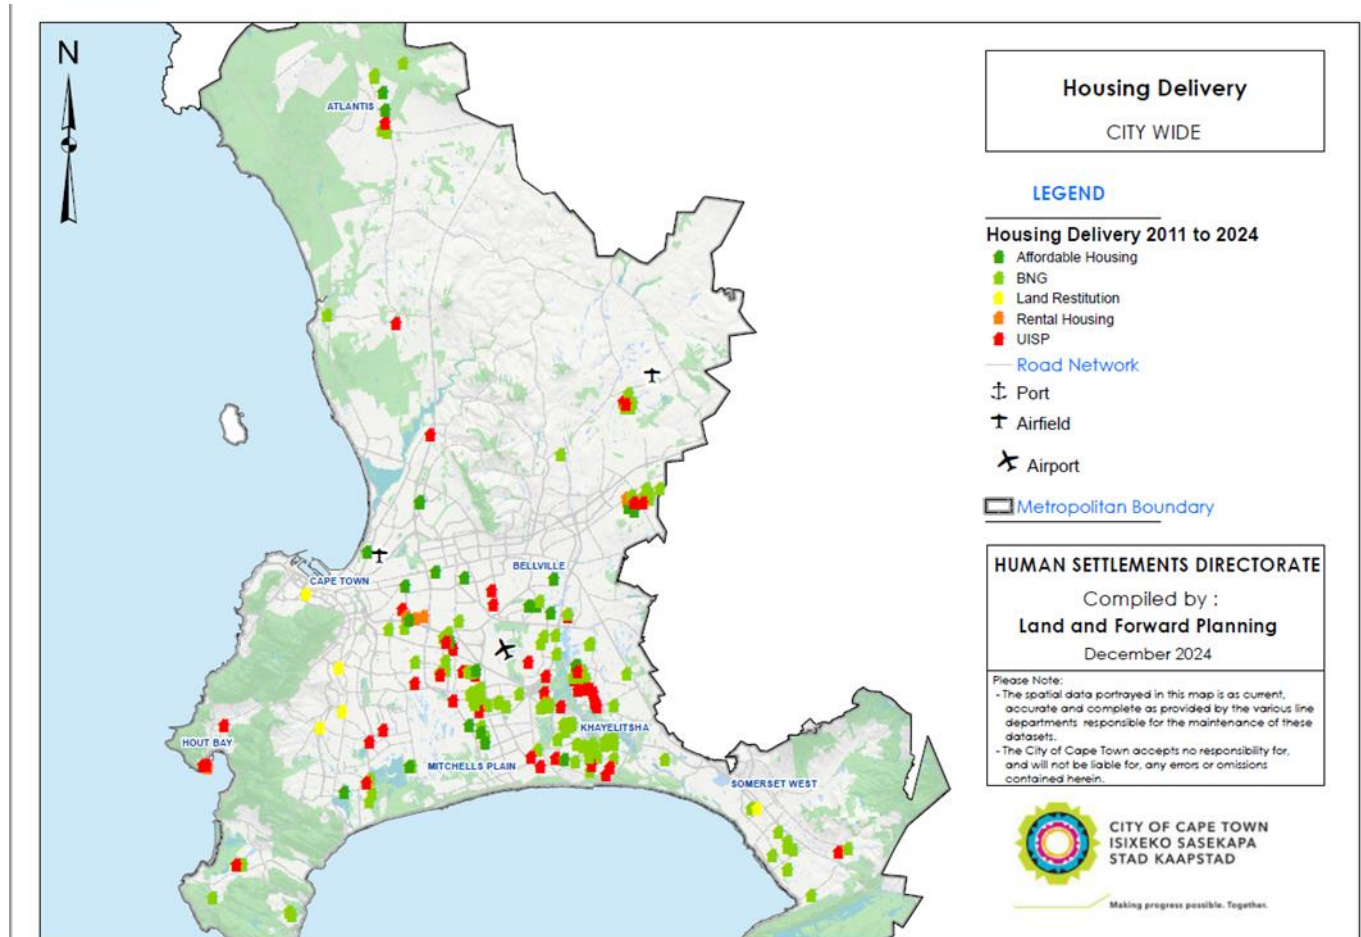 N
ATLANTIS
CAPE TOWN
BELLVILLE
HOUT BAY
MITCHELLS PLAIN
KHAYELITSHA
SOMERSET WEST
Housing Delivery
CITY WIDE
LEGEND
Housing Delivery 2011 to 2024
Affordable Housing
BNG
Land Restitution
Rental Housing
UISP
Road Network
Port
Airfield
Airport
Metropolitan Boundary
HUMAN SETTLEMENTS DIRECTORATE
Compiled by :
Land and Forward Planning
December 2024
Please Note:
- The spatial data portrayed in this map is as current,
accurate and complete as provided by the various line
departments responsible for the maintenance of these
datasets.
- The City of Cape Town accepts no responsibility for,
and will not be liable for, any errors or omissions
contained herein.
CITY OF CAPE TOWN
ISIXEKO SASEKAPA
STAD KAAPSTAD
Making progress possible. Together.